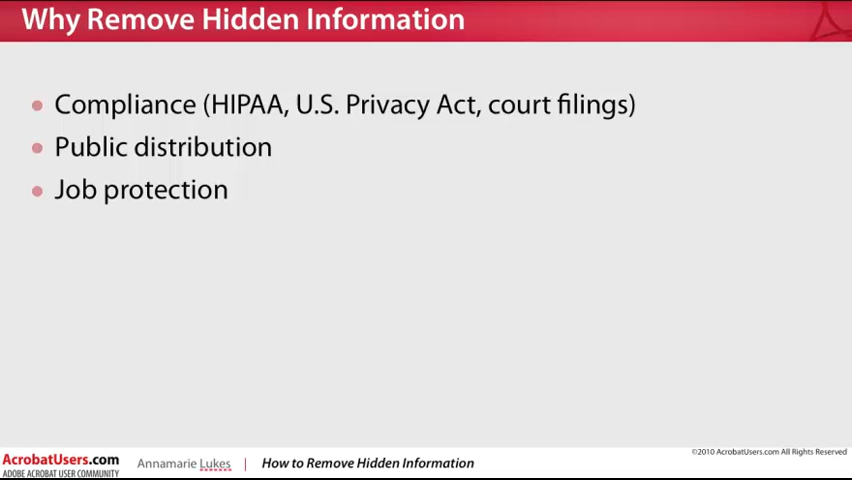 Why Remove Hidden Information
Compliance (HIPAA, U.S. Privacy Act, court filings)
Public distribution
Job protection
©2010 AcrobatUsers.com All Rights Reserved
AcrobatUsers.com
ADOBE ACROBAT USER COMMUNITY
Annamarie Lukes | How to Remove Hidden Information